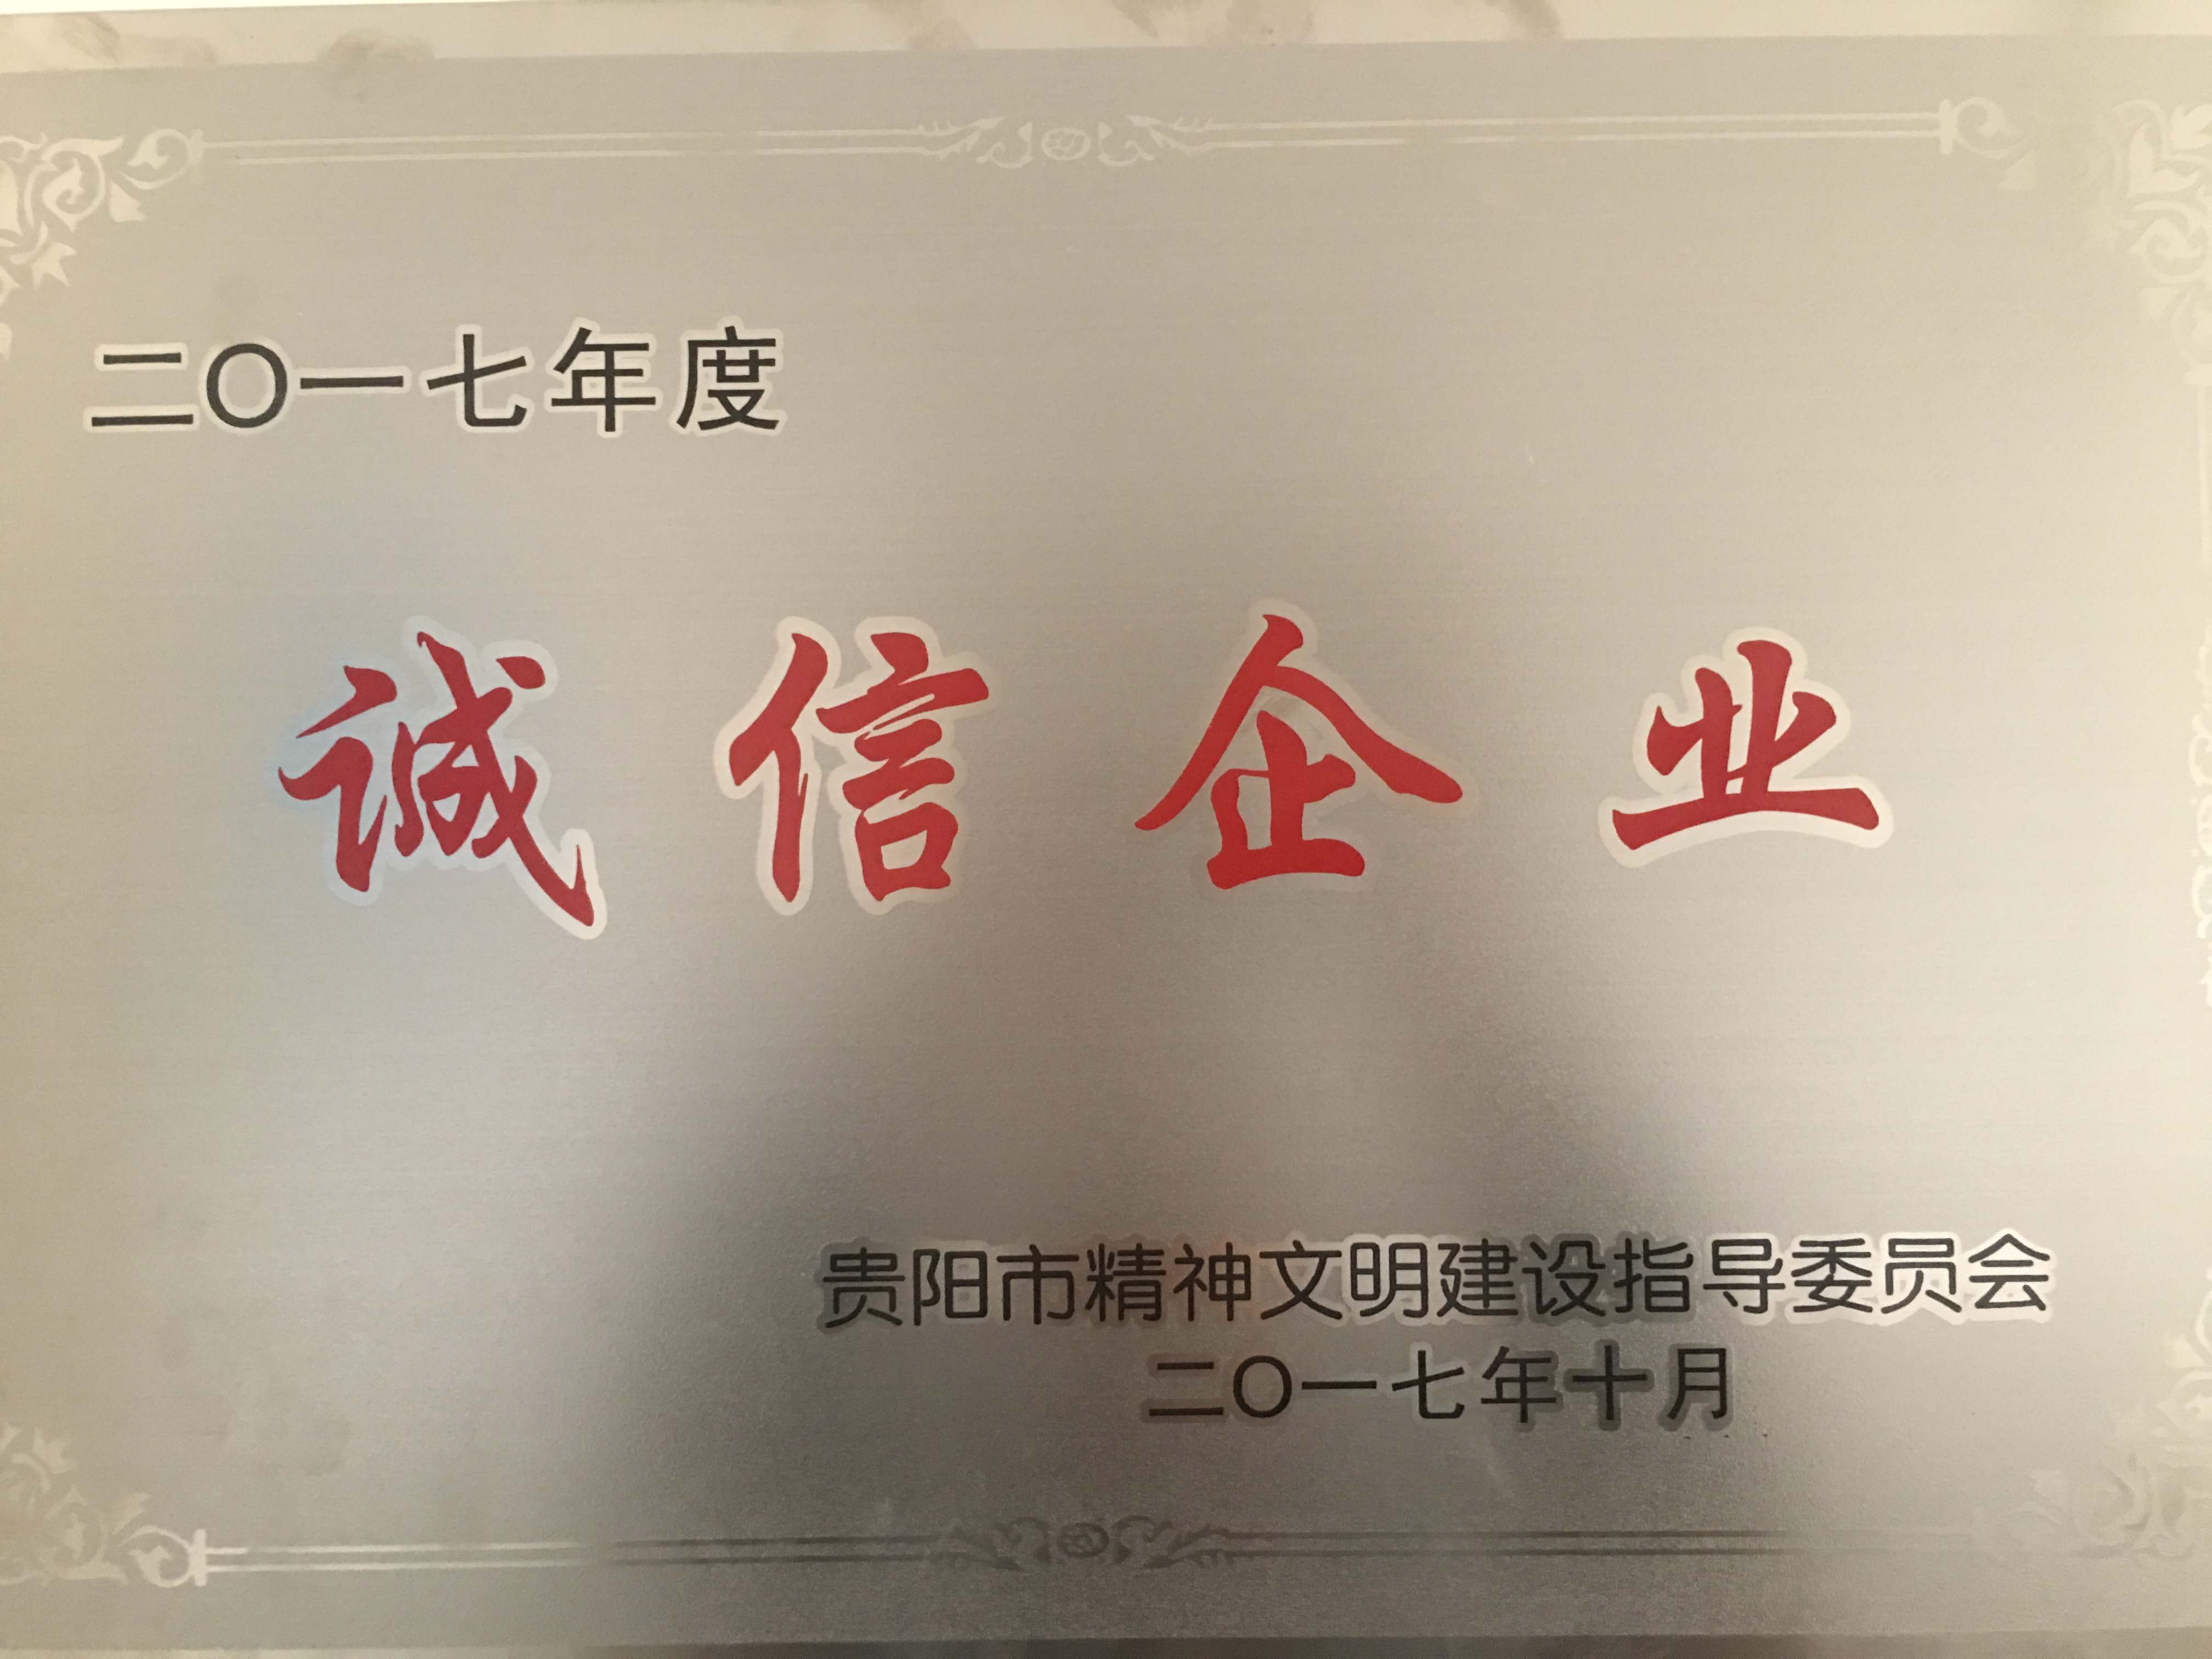 二〇一七年度
诚信企业
贵阳市精神文明建设指导委员会
二〇一七年十月